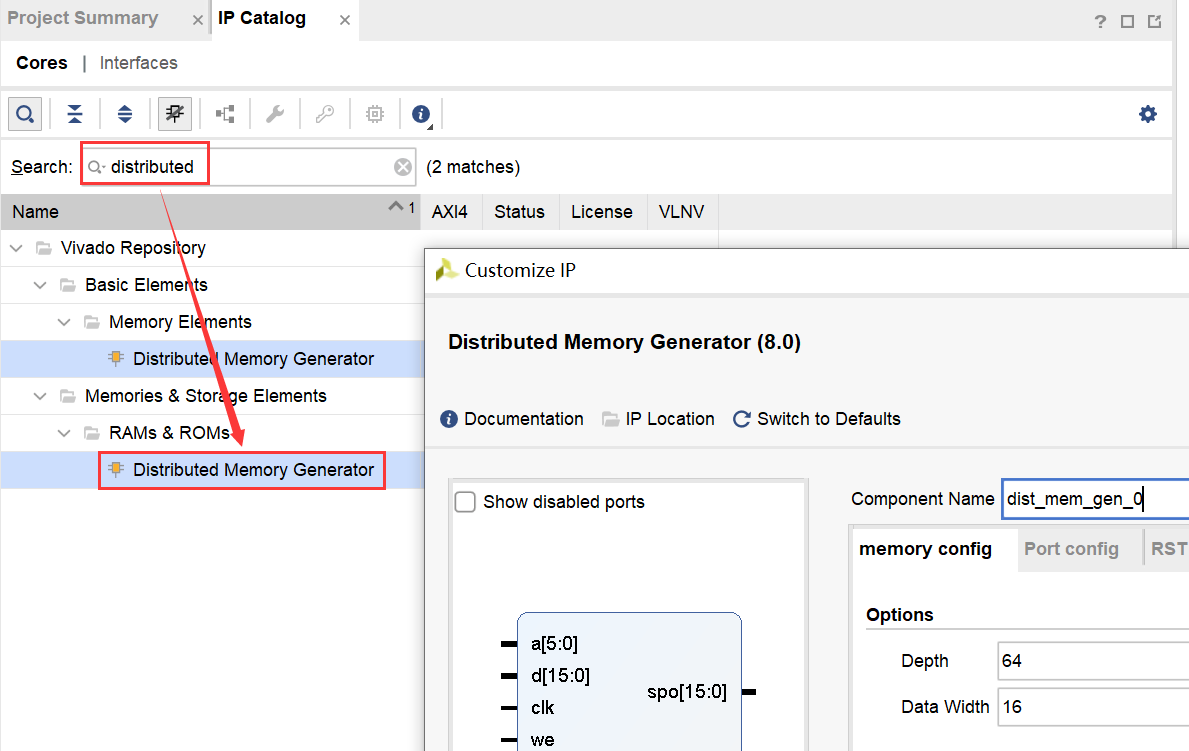 Project Summary × IP Catalog × ?
Cores | Interfaces
Search: distributed (2 matches)
Name 1 AXI4 Status License VLNV
Vivado Repository
Basic Elements
Memory Elements
Distributed Memory Generator
Memories & Storage Elements
RAMs & ROMs
Distributed Memory Generator
Customize IP
Distributed Memory Generator (8.0)
Documentation IP Location Switch to Defaults
Show disabled ports
a[5:0]
d[15:0]
clk
we
spo[15:0]
Component Name dist_mem_gen_0
memory config Port config RST
Options
Depth 64
Data Width 16